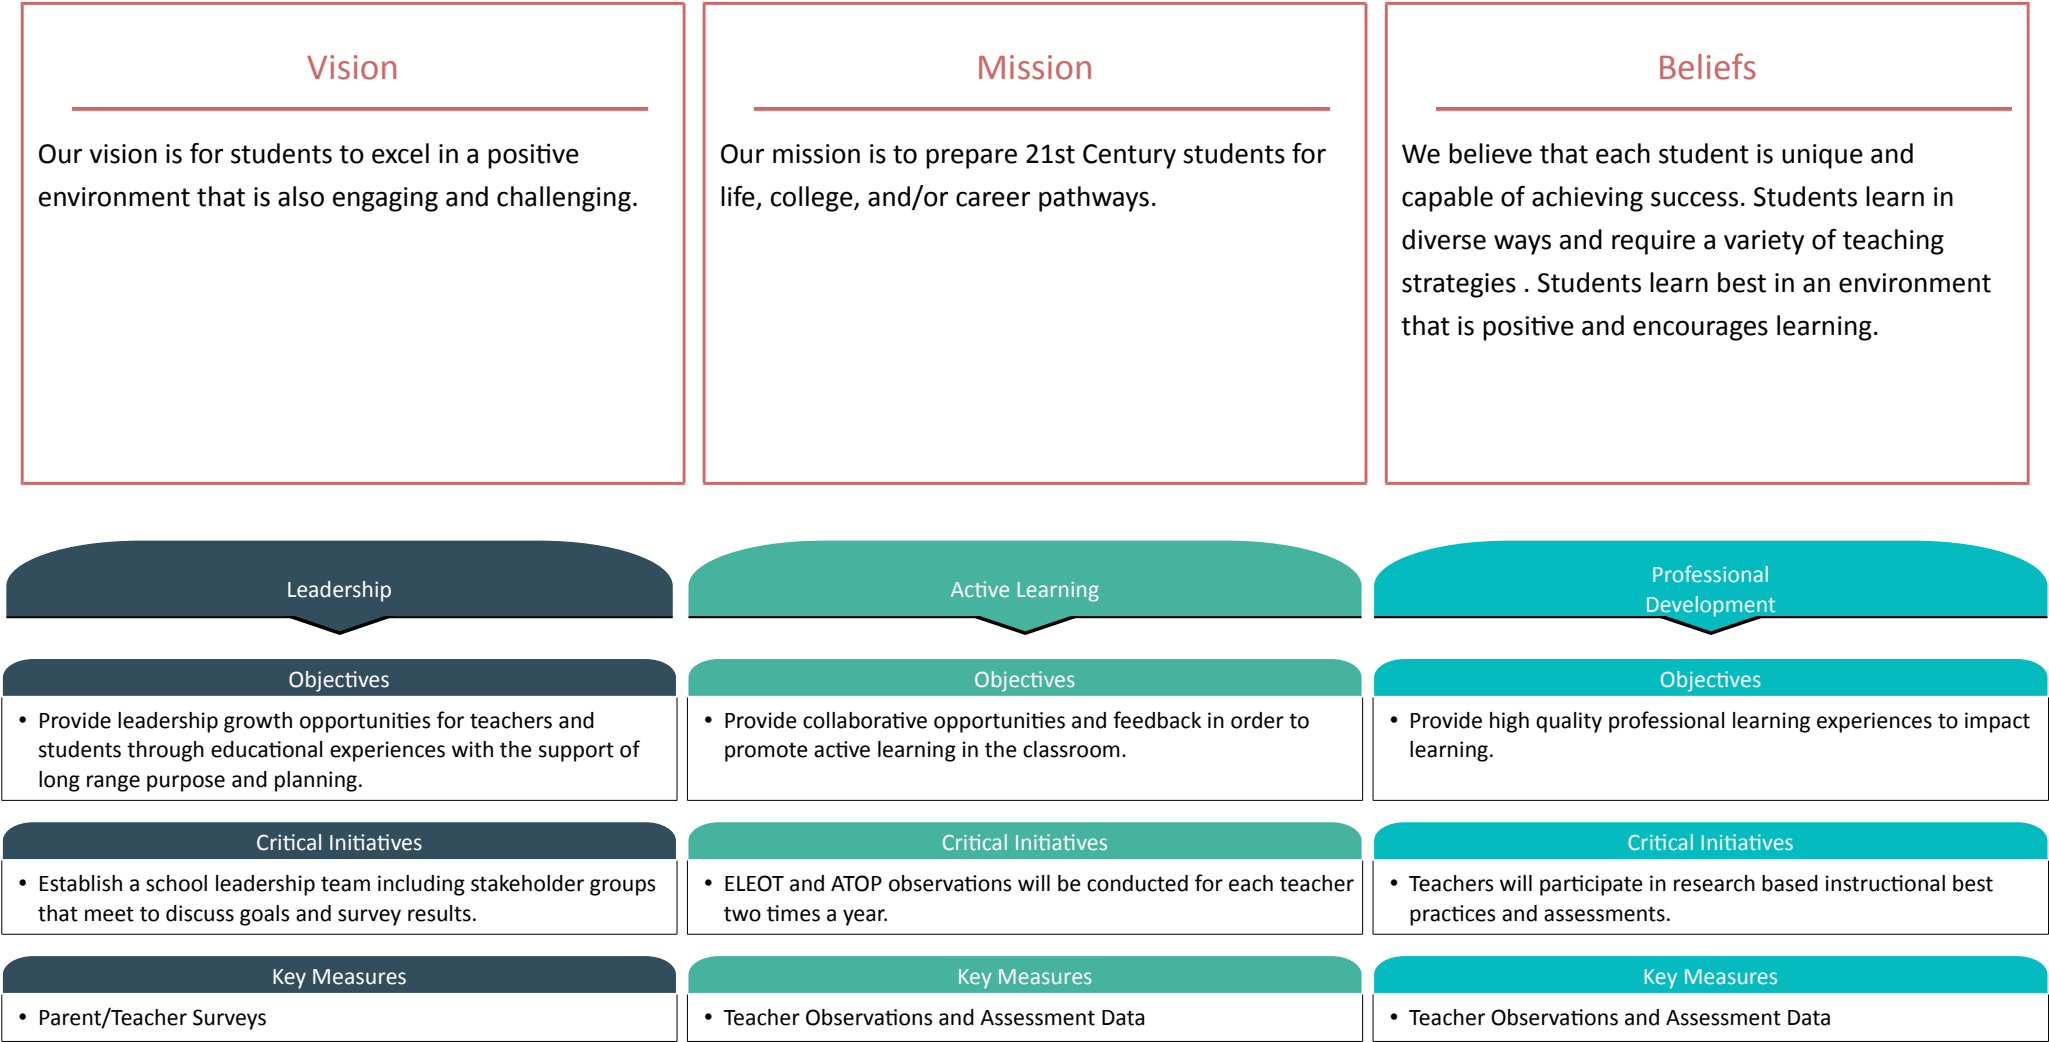 Vision
Our vision is for students to excel in a positive
environment that is also engaging and challenging.
Mission
Our mission is to prepare 21st Century students for
life, college, and/or career pathways.
Beliefs
We believe that each student is unique and
capable of achieving success. Students learn in
diverse ways and require a variety of teaching
strategies . Students learn best in an environment
that is positive and encourages learning.
Leadership
Objectives
• Provide leadership growth opportunities for teachers and
students through educational experiences with the support of
long range purpose and planning.
Critical Initiatives
• Establish a school leadership team including stakeholder groups
that meet to discuss goals and survey results.
Key Measures
• Parent/Teacher Surveys
Active Learning
Objectives
• Provide collaborative opportunities and feedback in order to
promote active learning in the classroom.
Critical Initiatives
• ELEOT and ATOP observations will be conducted for each teacher
two times a year.
Key Measures
• Teacher Observations and Assessment Data
Professional
Development
Objectives
• Provide high quality professional learning experiences to impact
learning.
Critical Initiatives
• Teachers will participate in research based instructional best
practices and assessments.
Key Measures
• Teacher Observations and Assessment Data